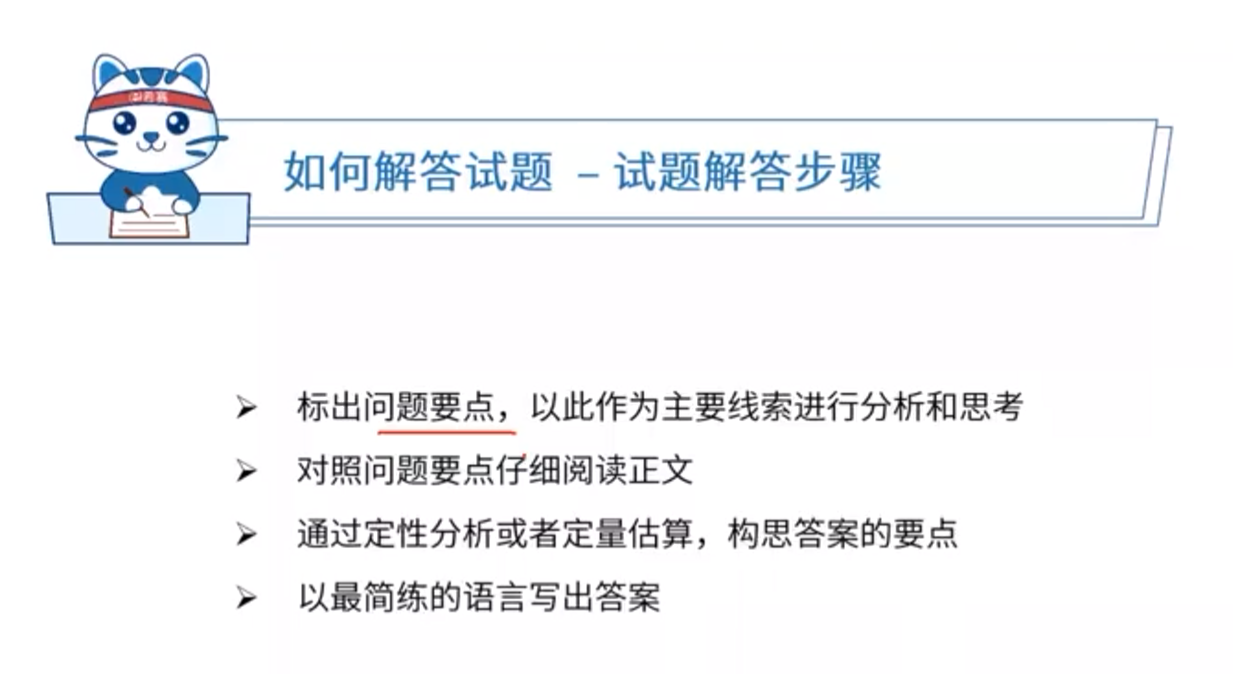 如何解答试题 – 试题解答步骤
标出问题要点，以此作为主要线索进行分析和思考
对照问题要点仔细阅读正文
通过定性分析或者定量估算，构思答案的要点
以最简练的语言写出答案